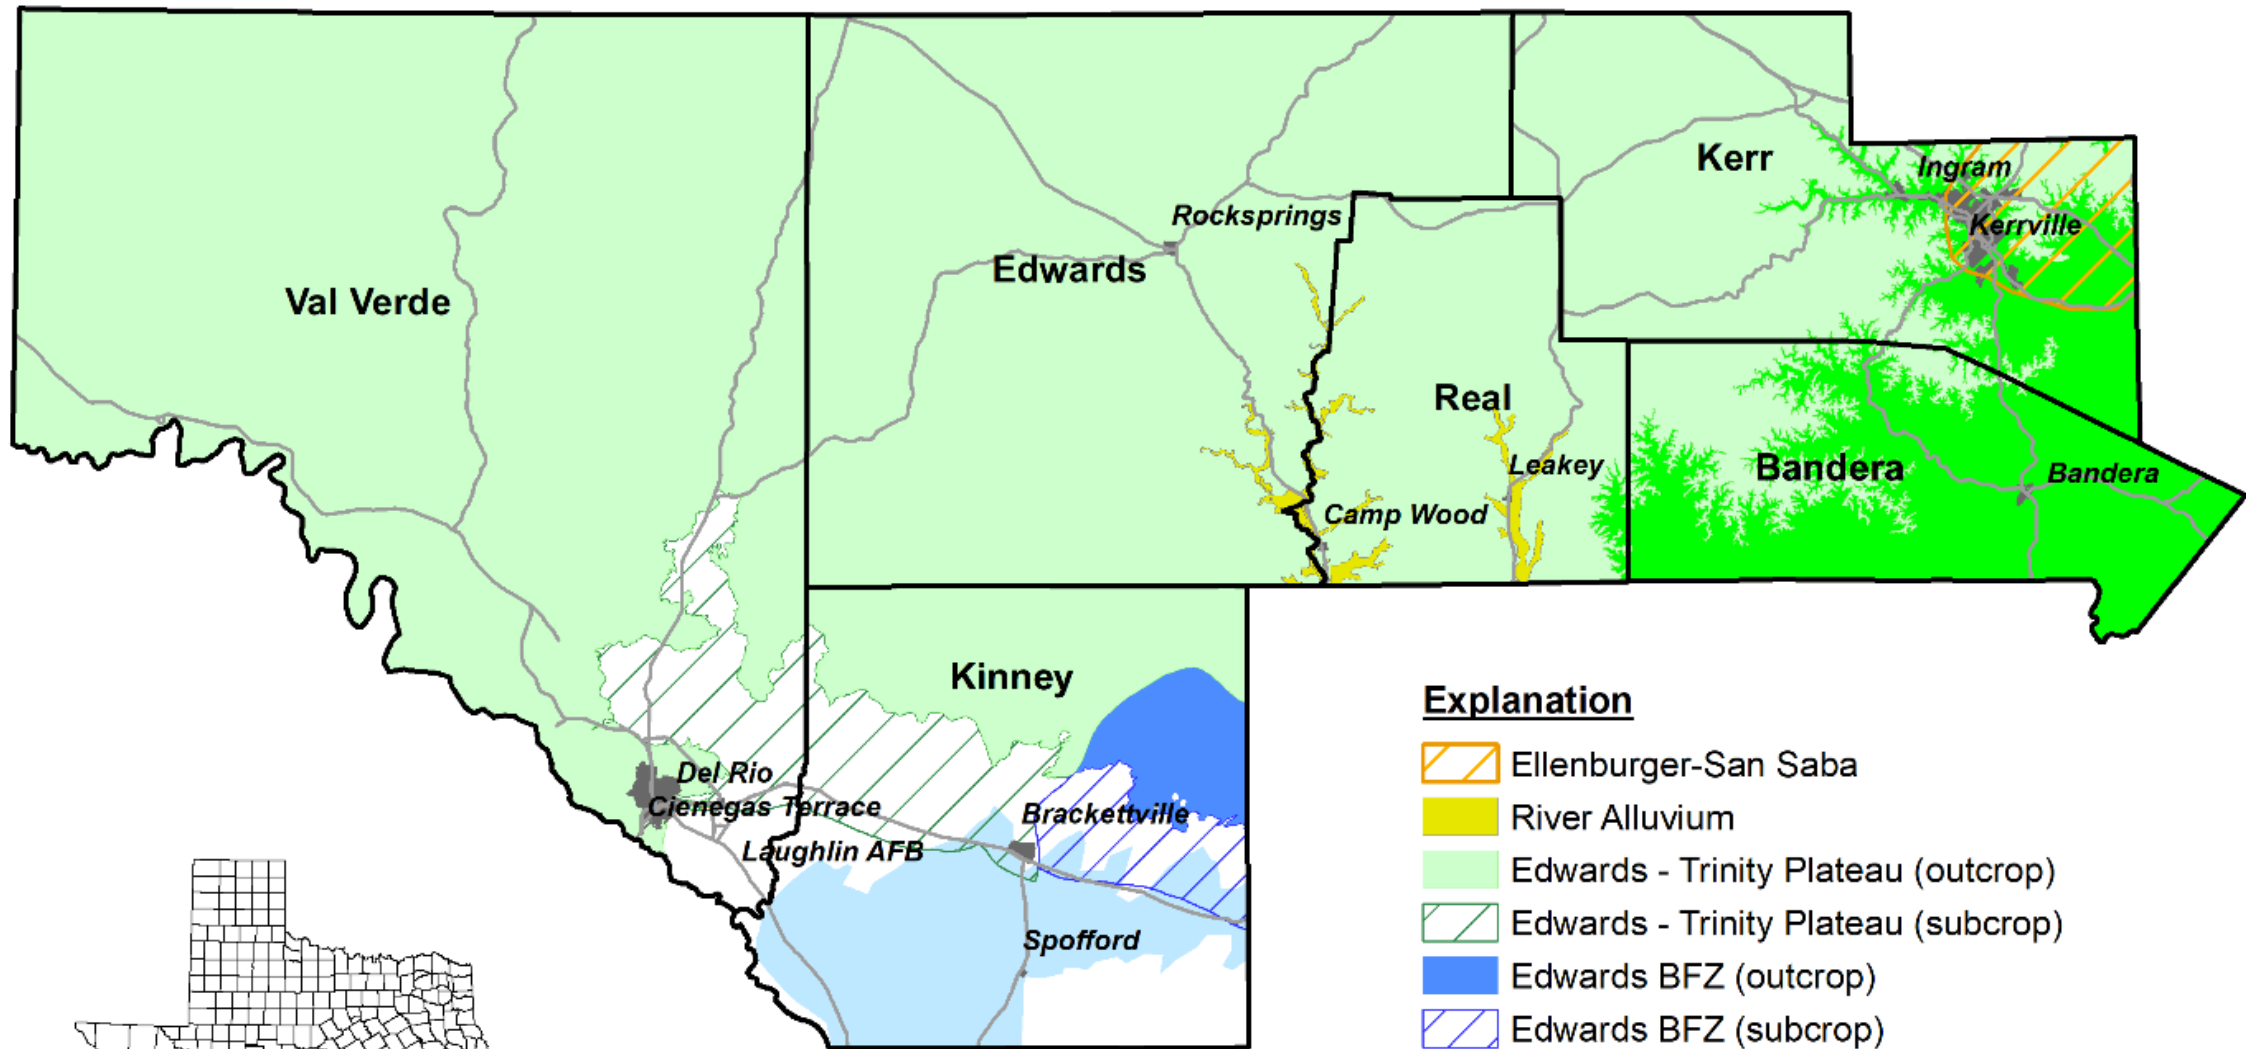 Ingram
Kerr
Kerrville
Rocksprings
Edwards
Val Verde
Real
Leakey
Bandera
Bandera
Camp Wood
Kinney
Del Rio
Cienegas Terrace
Brackettville
Laughlin AFB
Spofford
Explanation
Ellenburger-San Saba
River Alluvium
Edwards - Trinity Plateau (outcrop)
Edwards - Trinity Plateau (subcrop)
Edwards BFZ (outcrop)
Edwards BFZ (subcrop)